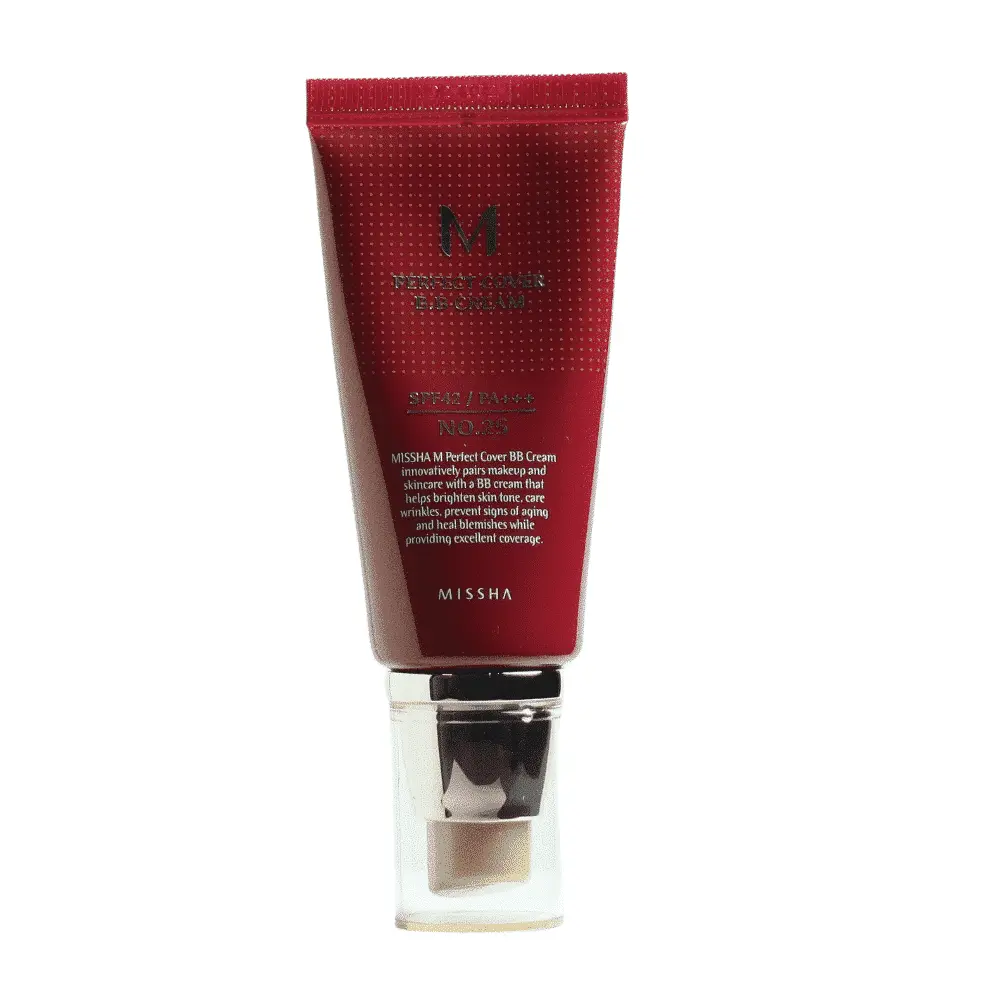 M
PERFECT COVER
B.B CREAM
SPF42 / PA+++
NO.25
MISSHA M Perfect Cover BB Cream
innovatively pairs makeup and
skincare with a BB cream that
helps brighten skin tone, care
wrinkles, prevent signs of aging
and heal blemishes while
providing excellent coverage.
MISSHA